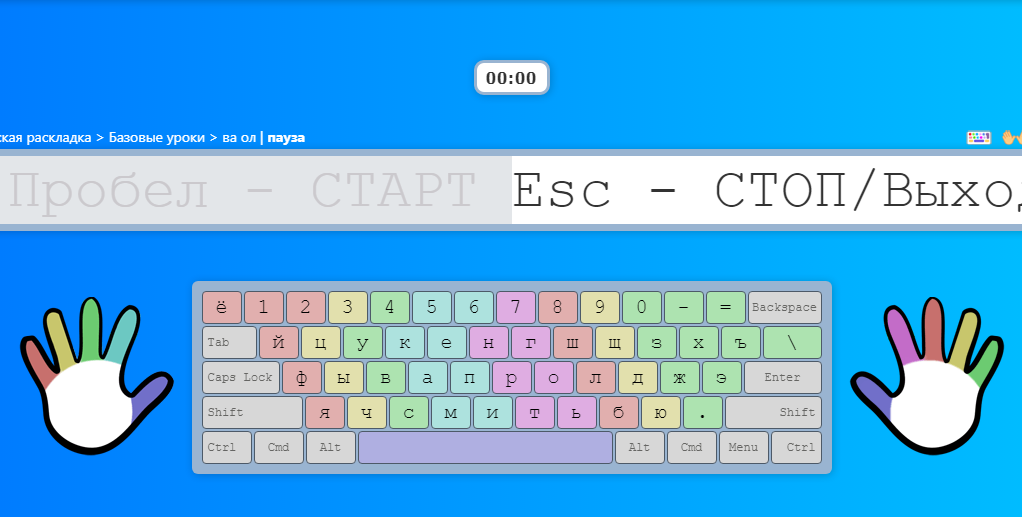 00:00
ская раскладка > Базовые уроки > ва ол | пауза
Пробел - СТАРТ Esc - СТОП/Выход
ё 1 2 3 4 5 6 7 8 9 0 - = Backspace
Tab й ц у к е н г ш щ з х ъ \
Caps Lock ф ы в а п р о л д ж э Enter
Shift я ч с м и т ь б ю . Shift
Ctrl Cmd Alt Alt Cmd Menu Ctrl